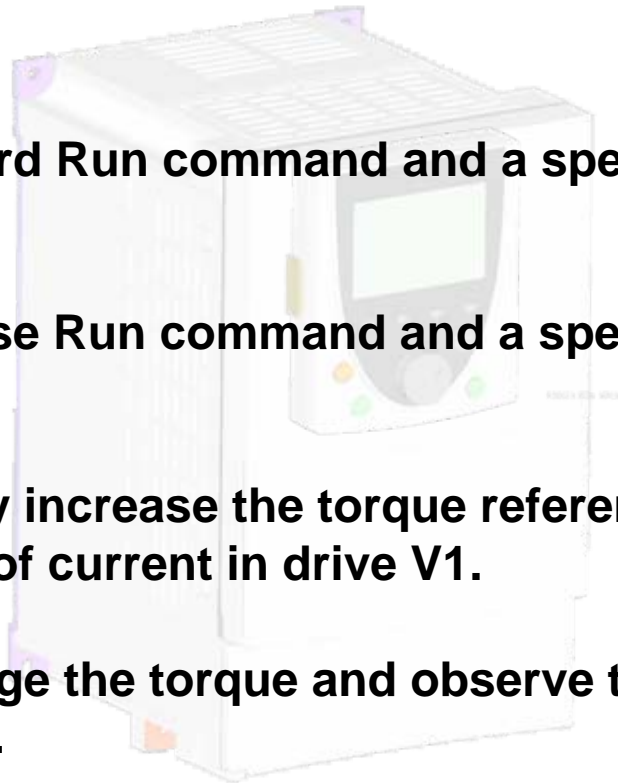 rd Run command and a spe
se Run command and a spe
y increase the torque refere
of current in drive V1.
ge the torque and observe t
.